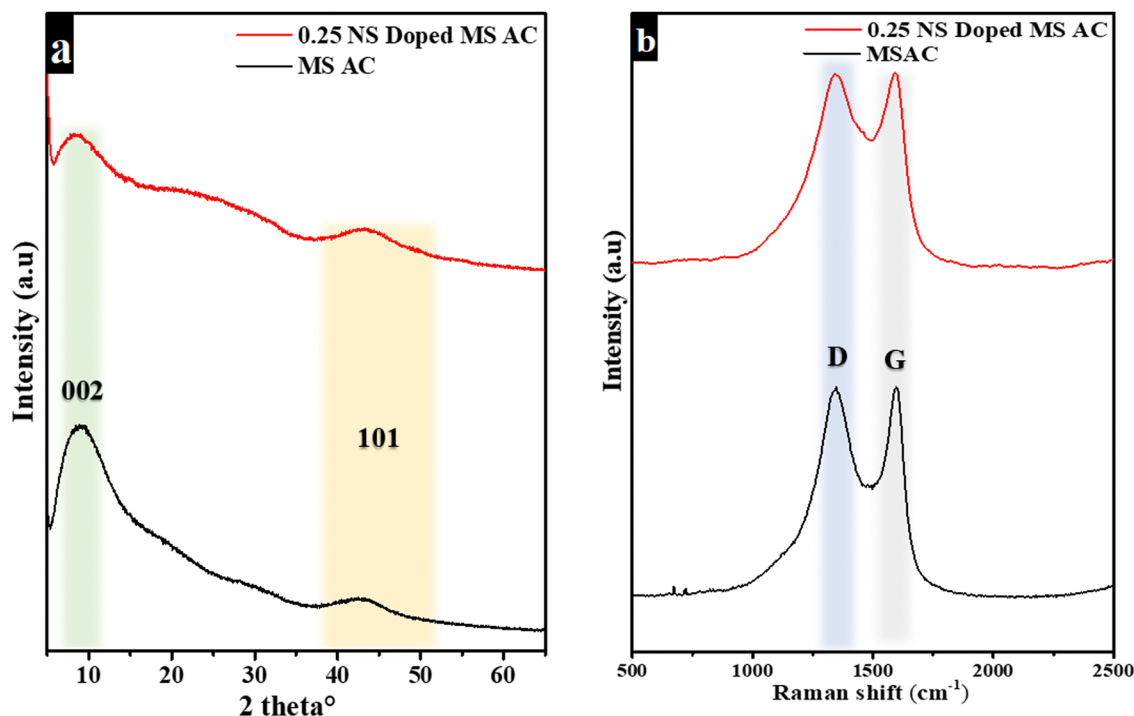 a
0.25 NS Doped MS AC
MS AC
002
101
Intensity (a.u)
10 20 30 40 50 60
2 theta°
b
0.25 NS Doped MS AC
MSAC
D G
Intensity (a.u)
500 1000 1500 2000 2500
Raman shift (cm⁻¹)